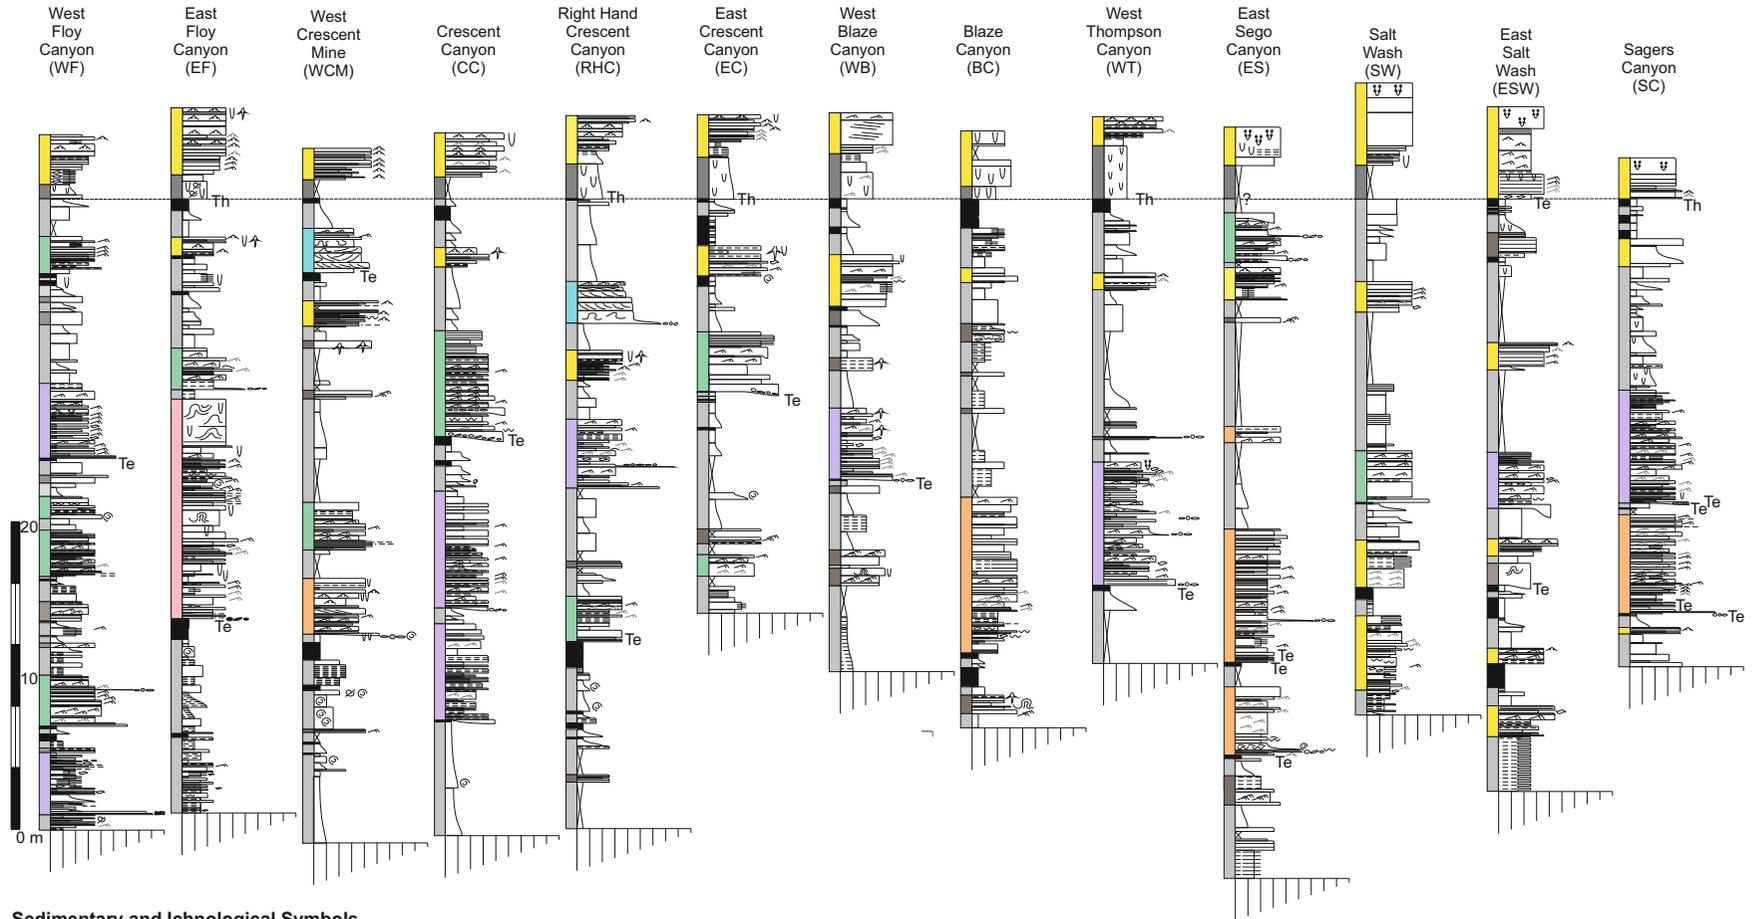 West
Floy
Canyon
(WF)
East
Floy
Canyon
(EF)
West
Crescent
Mine
(WCM)
Crescent
Canyon
(CC)
Right Hand
Crescent
Canyon
(RHC)
East
Crescent
Canyon
(EC)
West
Blaze
Canyon
(WB)
Blaze
Canyon
(BC)
West
Thompson
Canyon
(WT)
East
Sego
Canyon
(ES)
Salt
Wash
(SW)
East
Salt
Wash
(ESW)
Sagers
Canyon
(SC)
Th
Th
Th
Th
?
Te
Th
Te
Te
Te
Te
Te
Te
Te
Te
Te
20
Te
Te
Te
Te
Te
Te
Te
Te
10
Te
0 m
Sedimentary and Ichnological Symbols